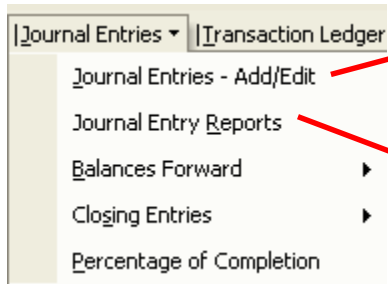 |Journal Entries ▾ |Transaction Ledger
Journal Entries - Add/Edit
Journal Entry Reports
Balances Forward
Closing Entries
Percentage of Completion